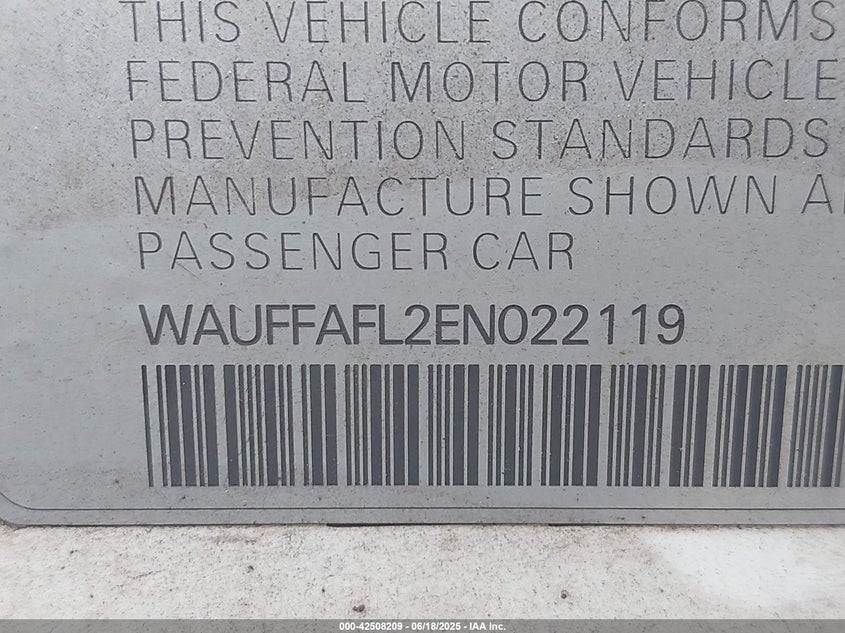 THIS VEHICLE CONFORMS
FEDERAL MOTOR VEHICLE
PREVENTION STANDARDS
MANUFACTURE SHOWN A
PASSENGER CAR
WAUFFAFL2EN022119
000-42508209 - 06/18/2025 - IAA Inc.